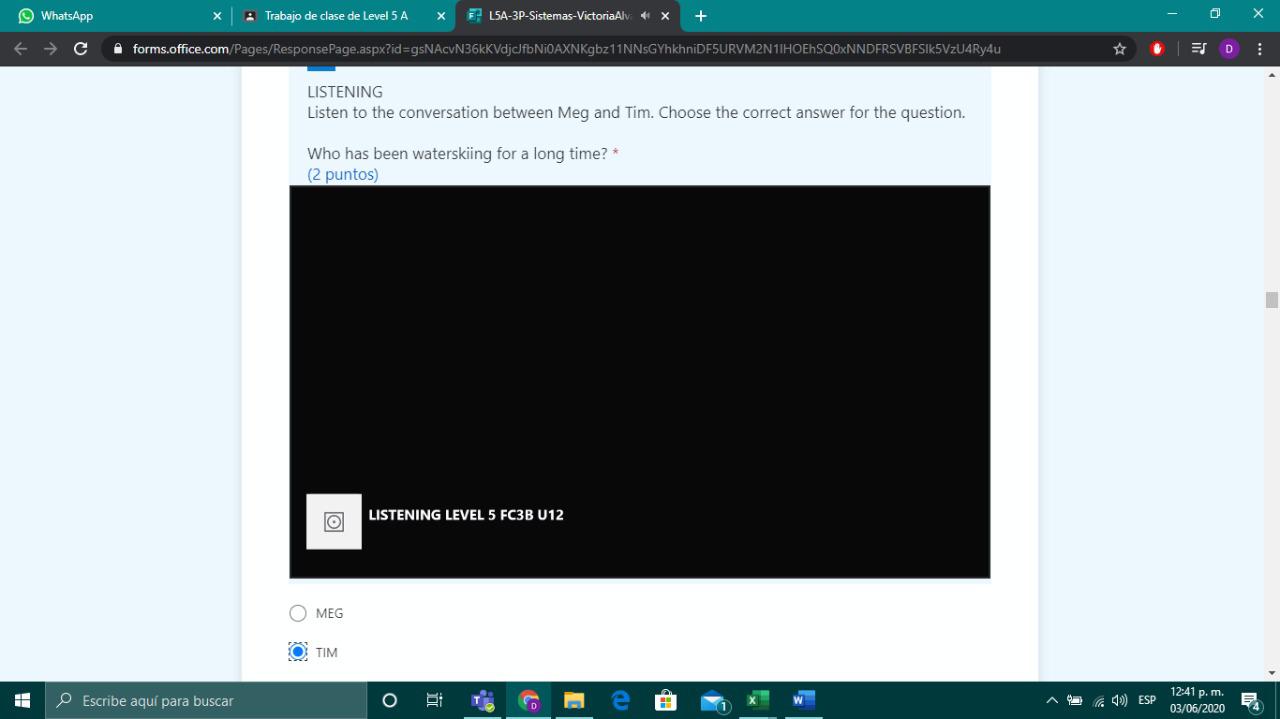 WhatsApp
Trabajo de clase de Level 5 A
L5A-3P-Sistemas-VictoriaAlva
forms.office.com/Pages/ResponsePage.aspx?id=gsNAcvN36kKVdjcJfbNi0AXNKgbz11NNsGYhkhniDF5URVM2N1lHOEhSQ0xNNDFRSVBFSlk5VzU4Ry4u
D
LISTENING
Listen to the conversation between Meg and Tim. Choose the correct answer for the question.
Who has been waterskiing for a long time? *
(2 puntos)
LISTENING LEVEL 5 FC3B U12
MEG
TIM
Escribe aquí para buscar
D
1
ESP
12:41 p. m.
03/06/2020
4